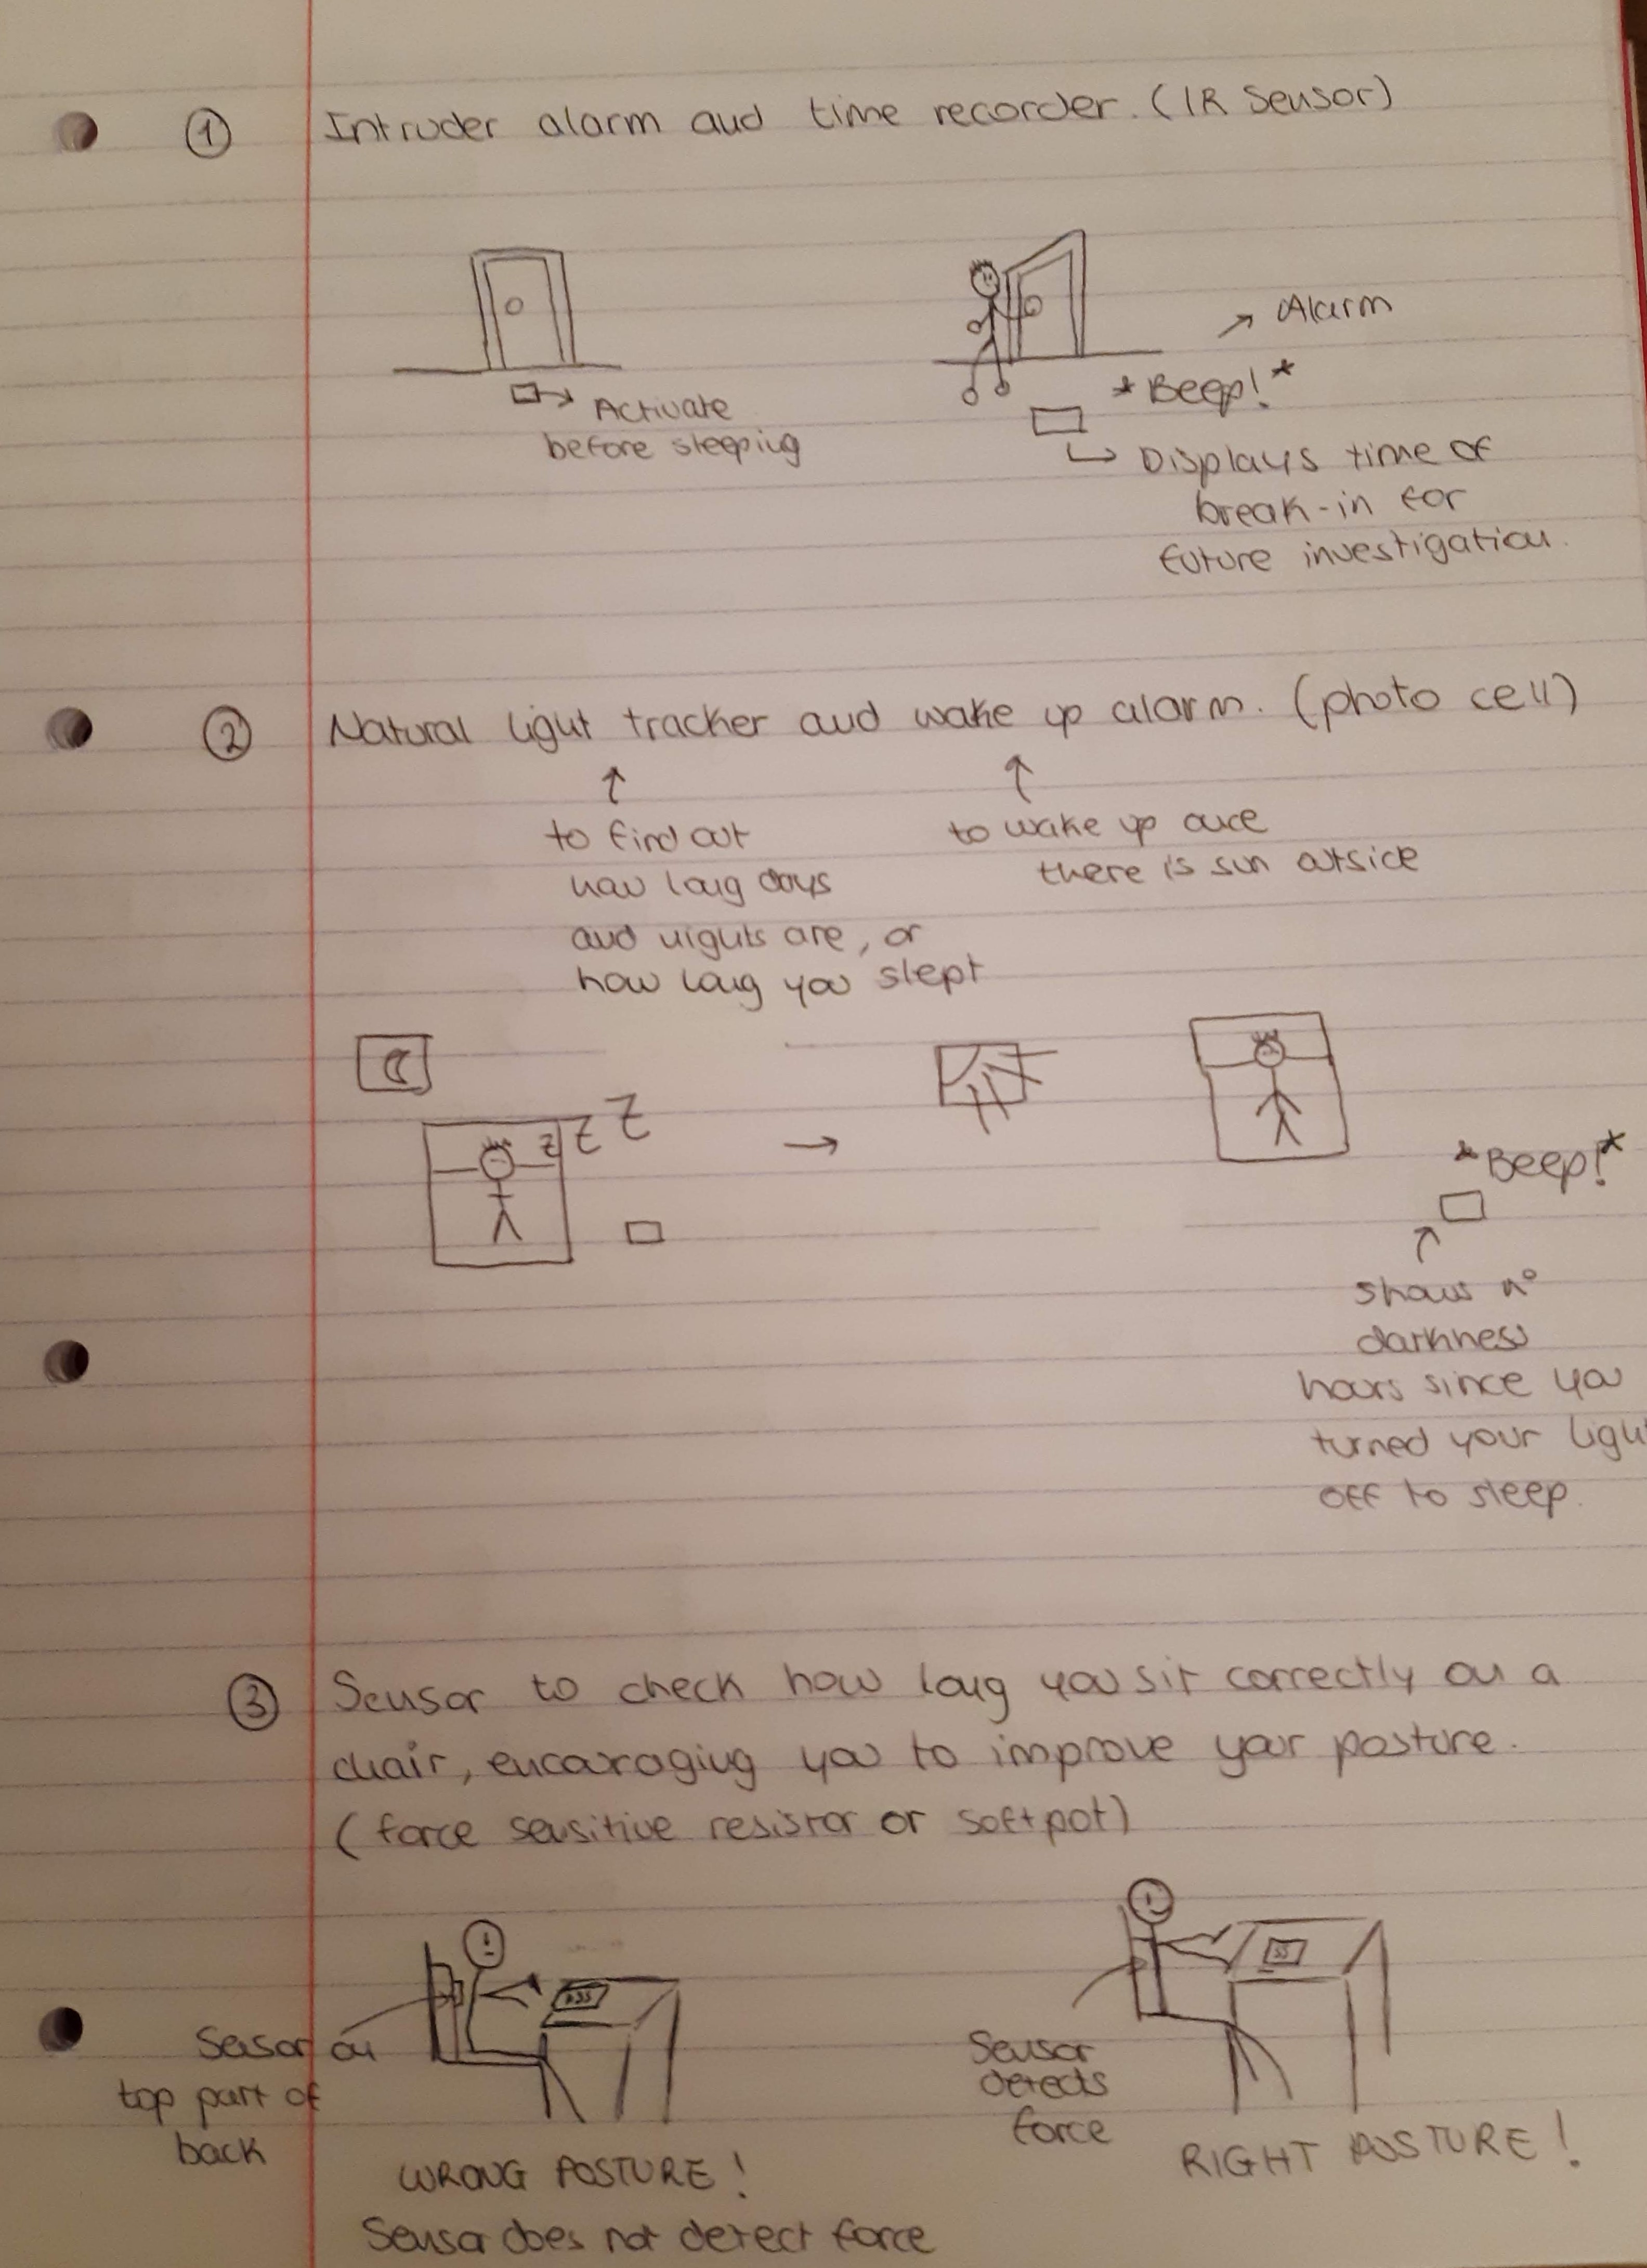 ① Intruder alarm and time recorder. (IR Sensor)
Activate
before sleeping
Alarm
*Beep!*
Displays time of
break-in for
future investigation.
② Natural light tracker and wake up alarm. (photo cell)
to find out
how long days
and nights are, or
how long you slept
to wake up once
there is sun outside
z z z
*Beep!*
Shows nº
darkness
hours since you
turned your light
off to sleep.
③ Sensor to check how long you sit correctly on a
chair, encouraging you to improve your posture.
(force sensitive resistor or softpot)
Sensor on
top part of
back
WRONG POSTURE!
Sensor does not detect force
Sensor
detects
force
RIGHT POSTURE!